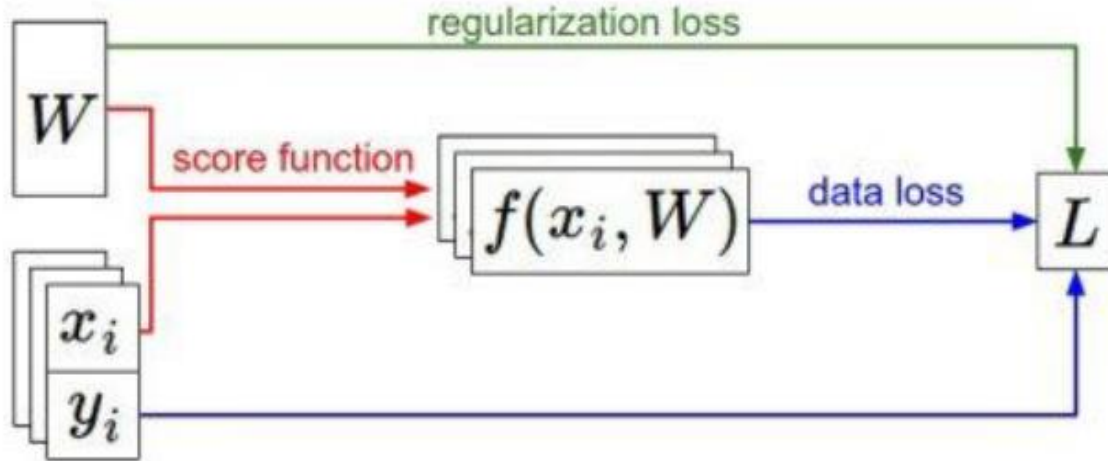 regularization loss
W
score function
f(x_i, W)
data loss
L
x_i
y_i